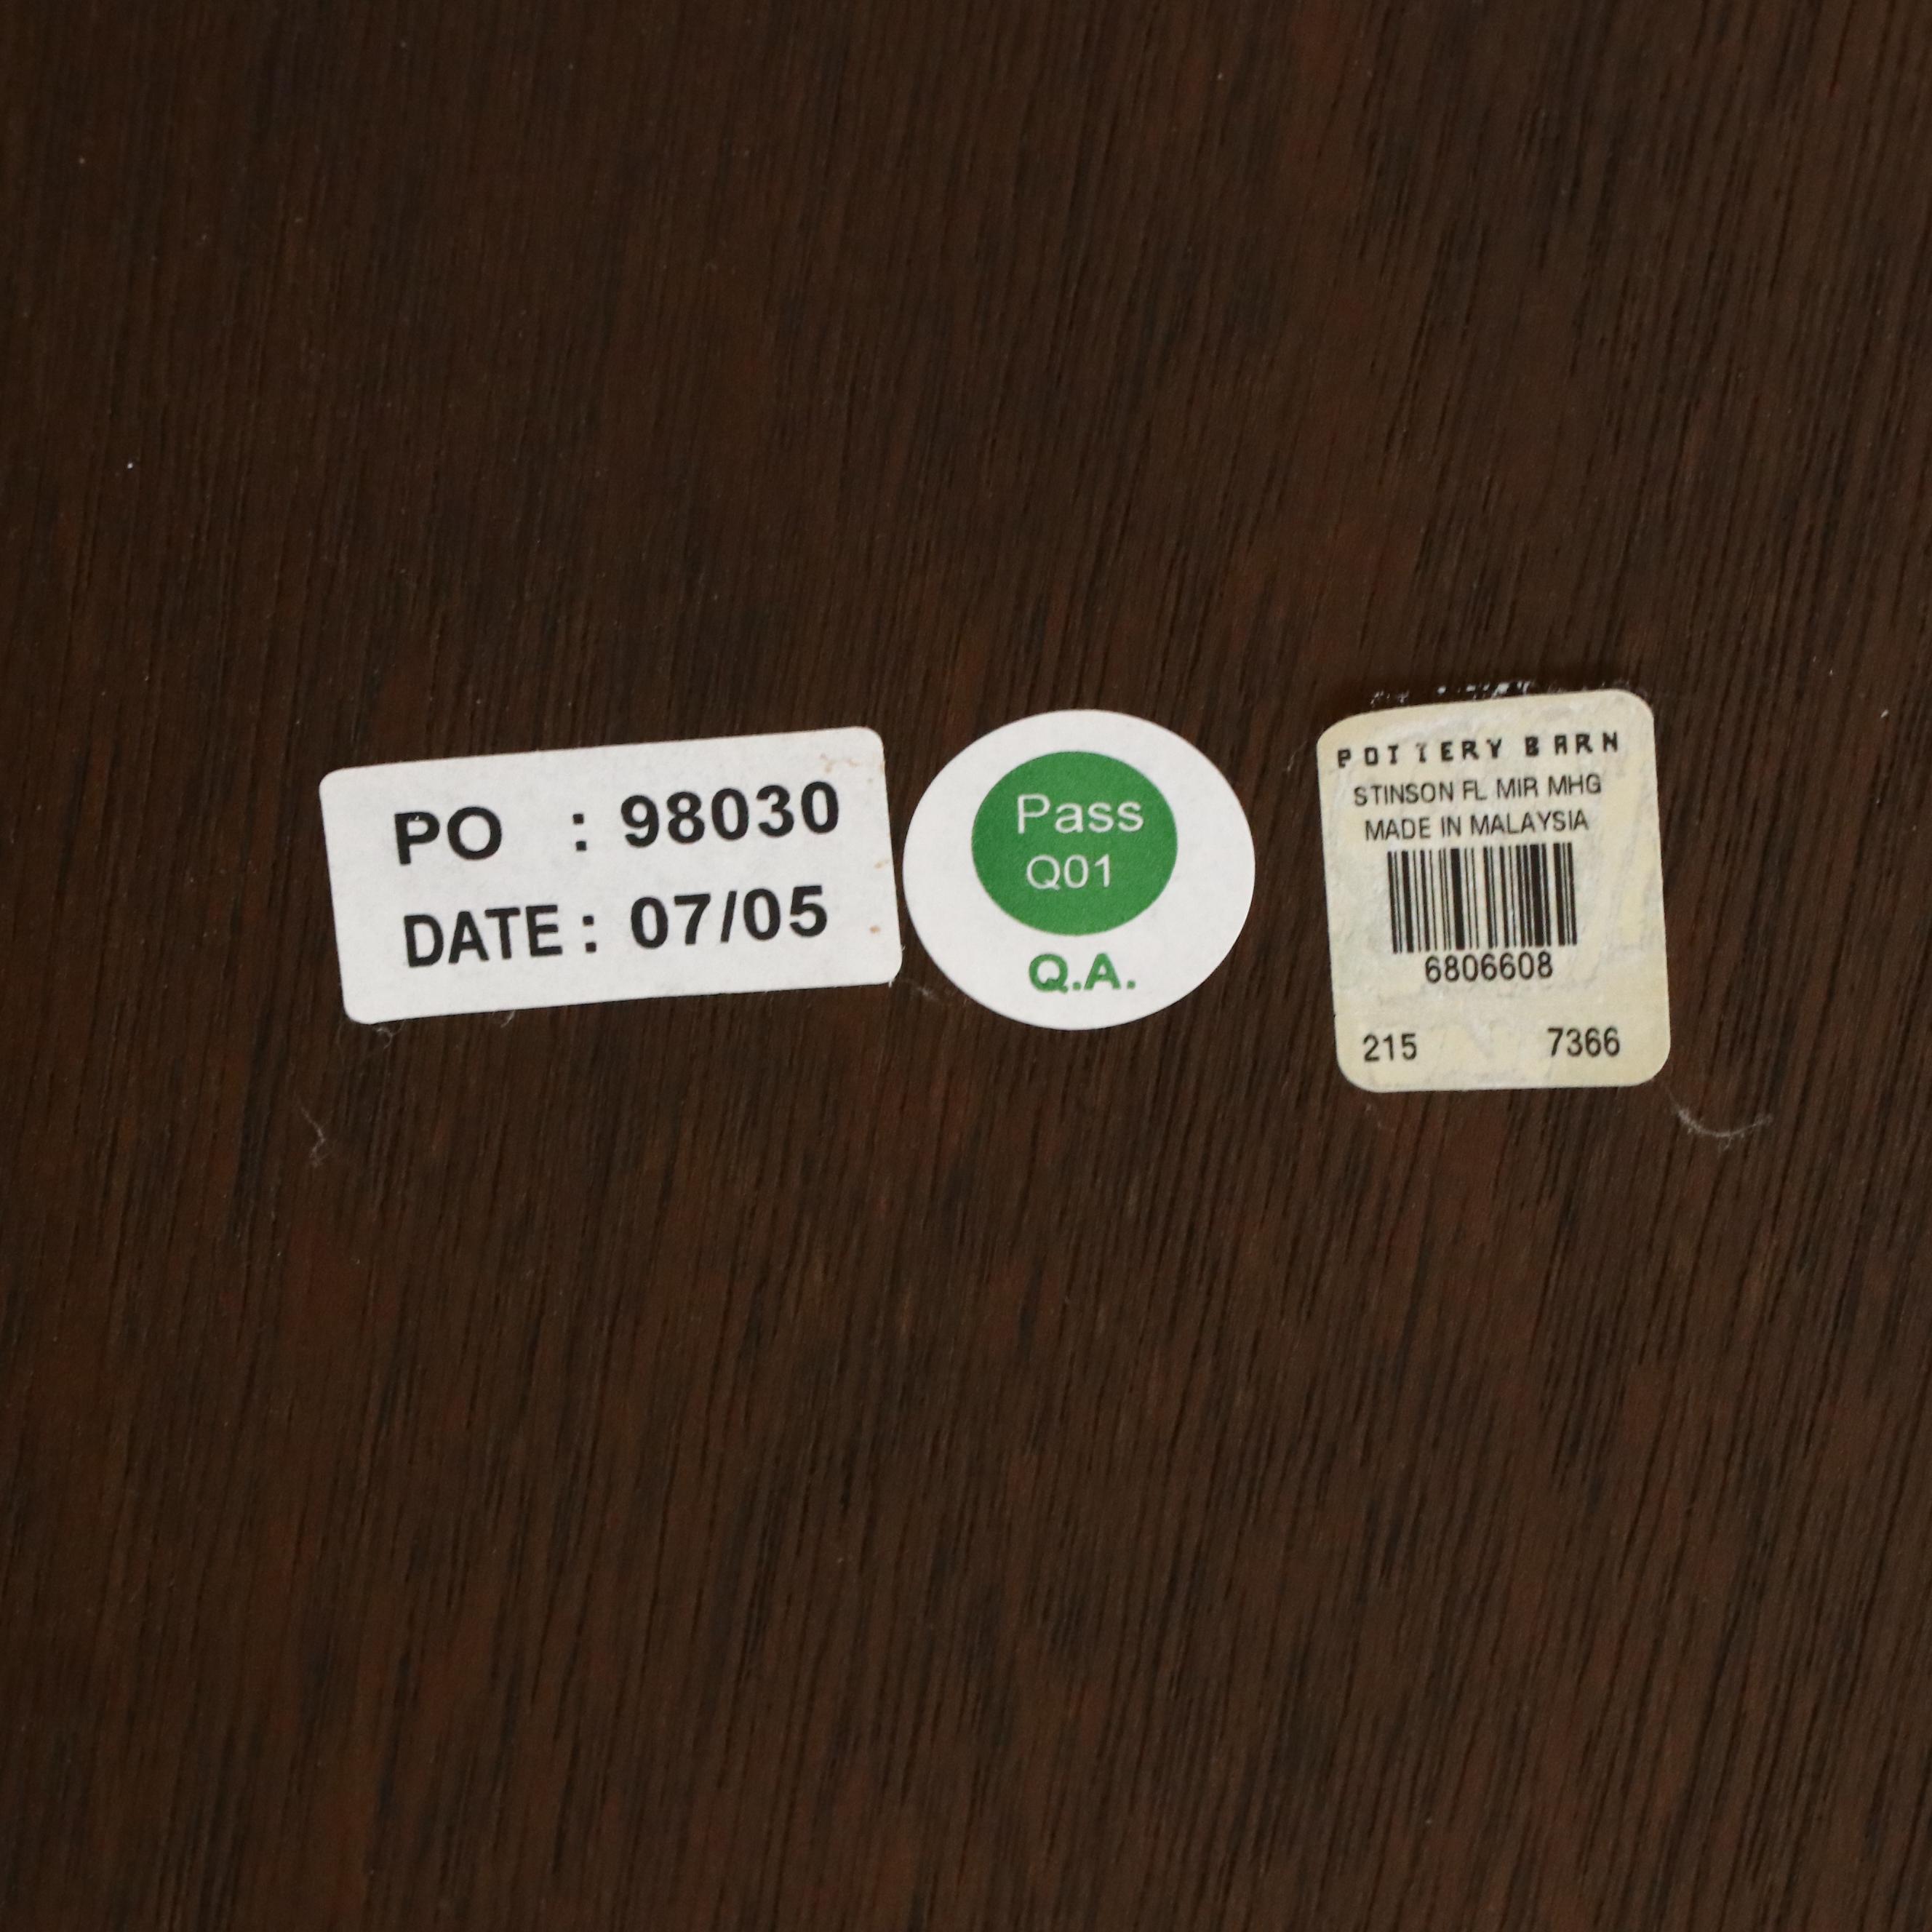 PO : 98030
DATE : 07/05
Pass
Q01
Q.A.
POTTERY BARN
STINSON FL MIR MHG
MADE IN MALAYSIA
6806608
215 7366